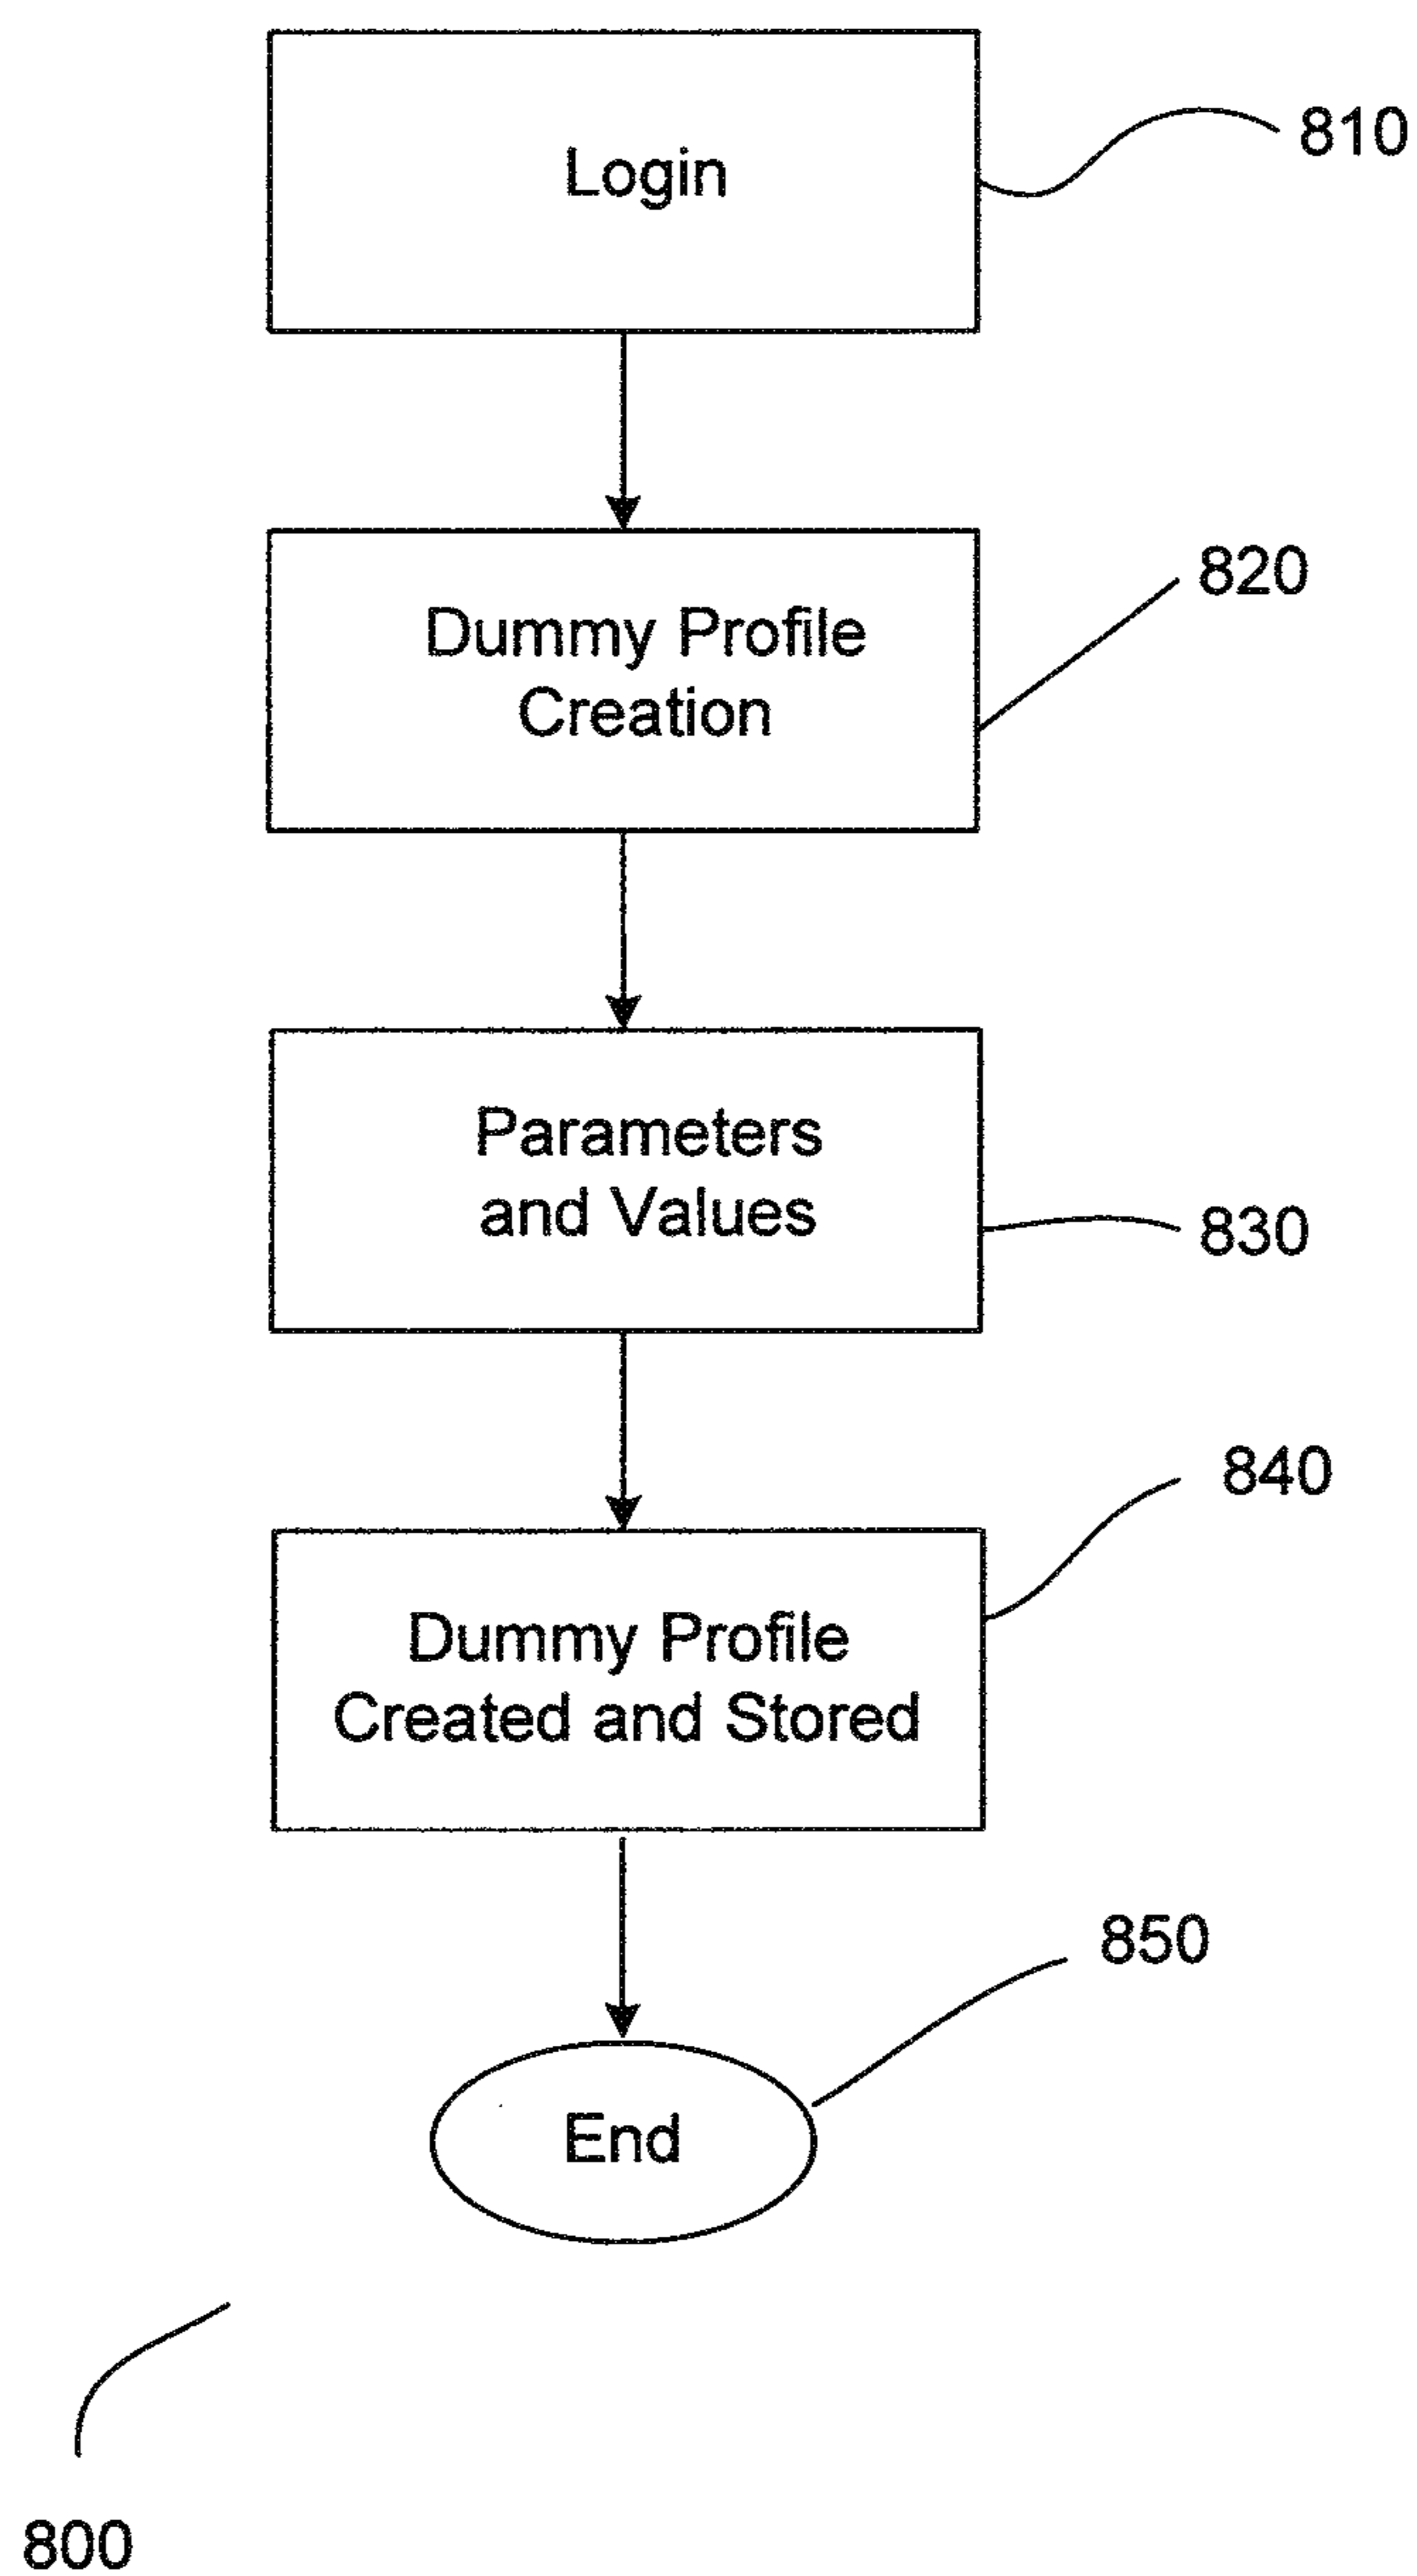 Login
810
Dummy Profile
Creation
820
Parameters
and Values
830
840
Dummy Profile
Created and Stored
850
End
800